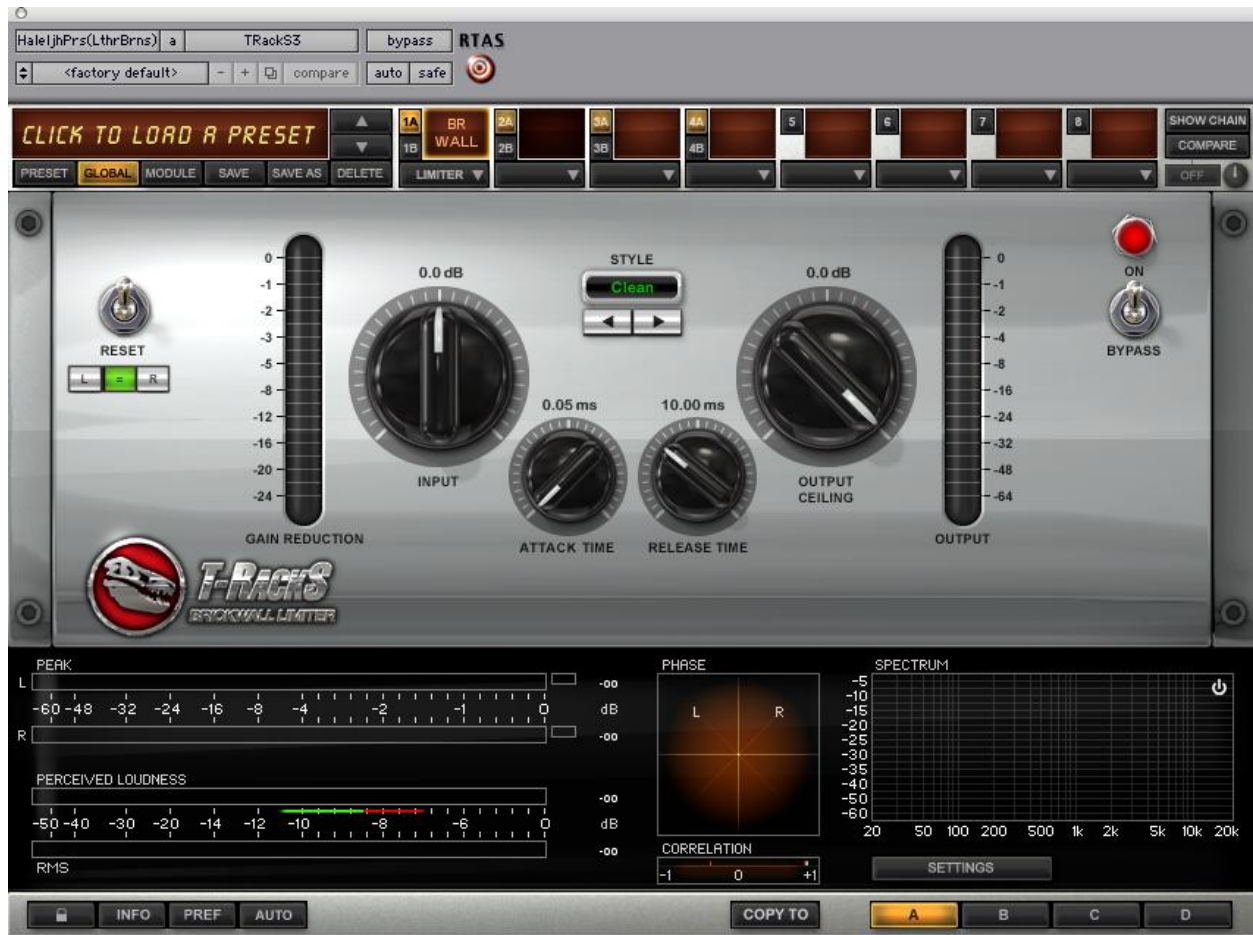 HaleljhPrs(LthrBrns) a TRackS3 bypass RTAS
<factory default> - + compare auto safe
CLICK TO LOAD A PRESET
1A BR WALL 2A 3A 4A 5 6 7 8 SHOW CHAIN
1B 2B 3B 4B COMPARE
PRESET GLOBAL MODULE SAVE SAVE AS DELETE LIMITER OFF
RESET
L = R
0
-1
-2
-3
-5
-8
-12
-16
-20
-24
GAIN REDUCTION
0.0 dB
INPUT
STYLE
Clean
0.05 ms
ATTACK TIME
10.00 ms
RELEASE TIME
0.0 dB
OUTPUT
CEILING
0
-1
-2
-4
-8
-16
-24
-32
-48
-64
OUTPUT
ON
BYPASS
T-RackS
BRICKWALL LIMITER
PEAK
L -oo
-60 -48 -32 -24 -16 -8 -4 -2 -1 0 dB
R -oo
PERCEIVED LOUDNESS
-oo
-50 -40 -30 -20 -14 -12 -10 -8 -6 0 dB
-oo
RMS
PHASE
L R
CORRELATION
-1 0 +1
SPECTRUM
-5
-10
-15
-20
-25
-30
-35
-40
-50
-60
20 50 100 200 500 1k 2k 5k 10k 20k
SETTINGS
INFO PREF AUTO COPY TO A B C D